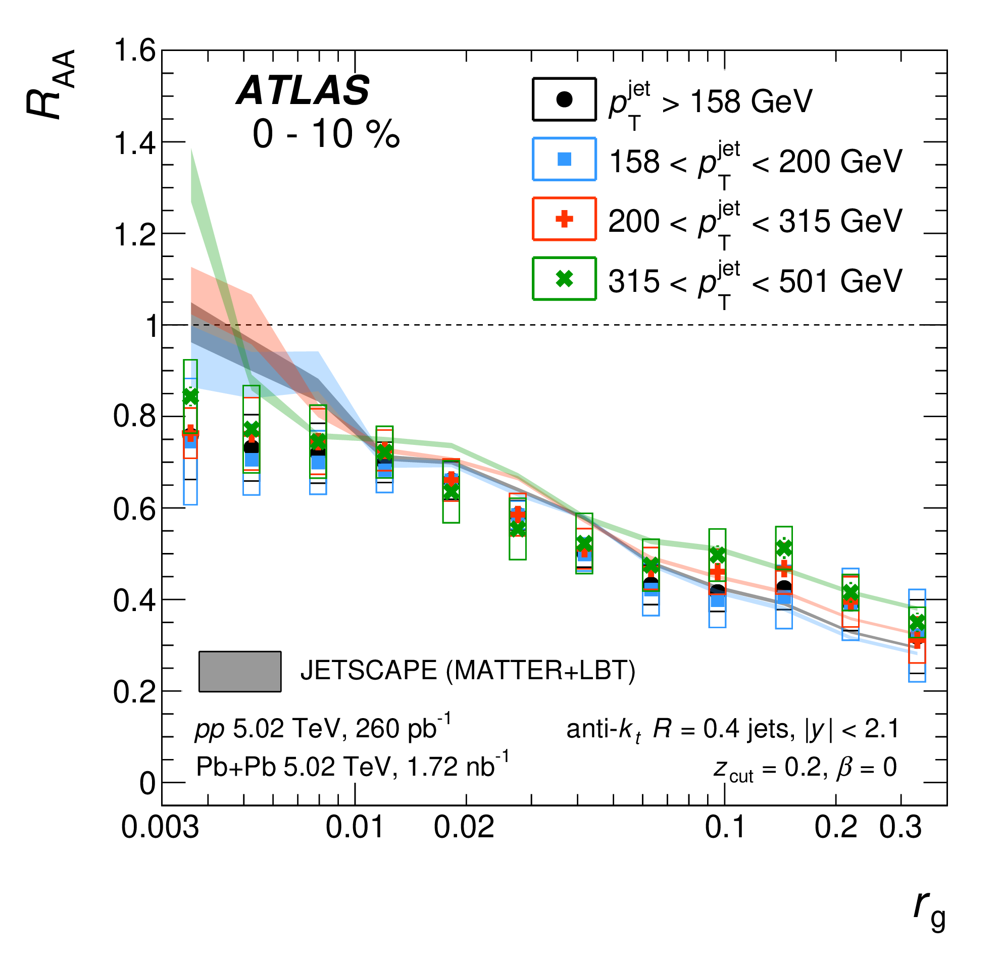 R_AA
1.6
1.4
1.2
1
0.8
0.6
0.4
0.2
0
ATLAS
0 - 10 %
p_T^jet > 158 GeV
158 < p_T^jet < 200 GeV
200 < p_T^jet < 315 GeV
315 < p_T^jet < 501 GeV
JETSCAPE (MATTER+LBT)
pp 5.02 TeV, 260 pb^-1
Pb+Pb 5.02 TeV, 1.72 nb^-1
anti-k_t R = 0.4 jets, |y| < 2.1
z_cut = 0.2, β = 0
0.003 0.01 0.02 0.1 0.2 0.3
r_g